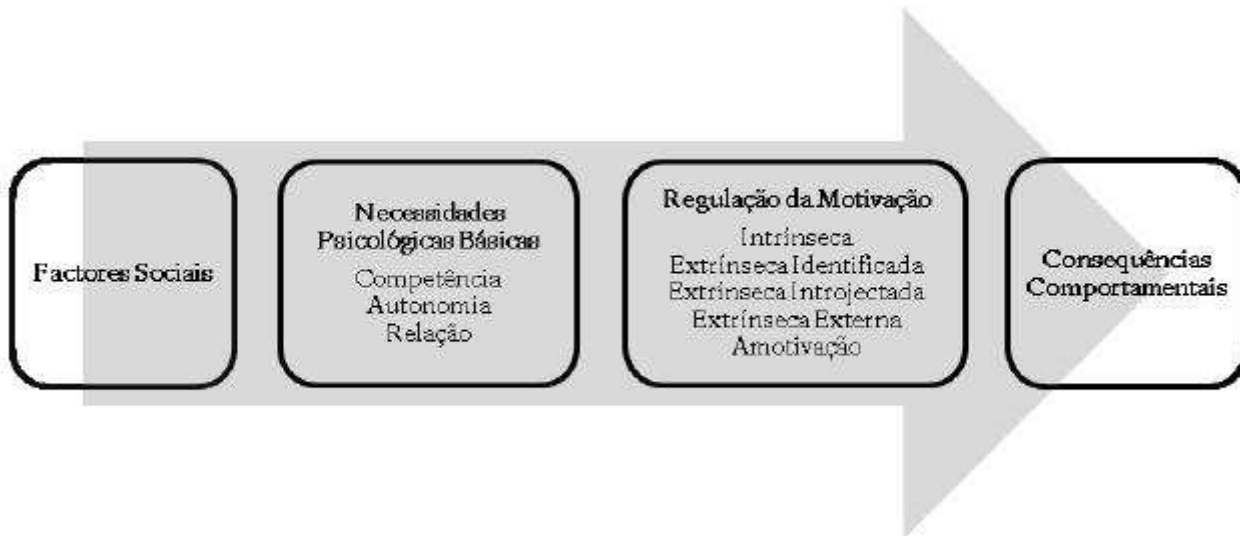 Factores Sociais
Necessidades
Psicológicas Básicas
Competência
Autonomia
Relação
Regulação da Motivação
Intrínseca
Extrínseca Identificada
Extrínseca Introjectada
Extrínseca Externa
Amotivação
Consequências
Comportamentais